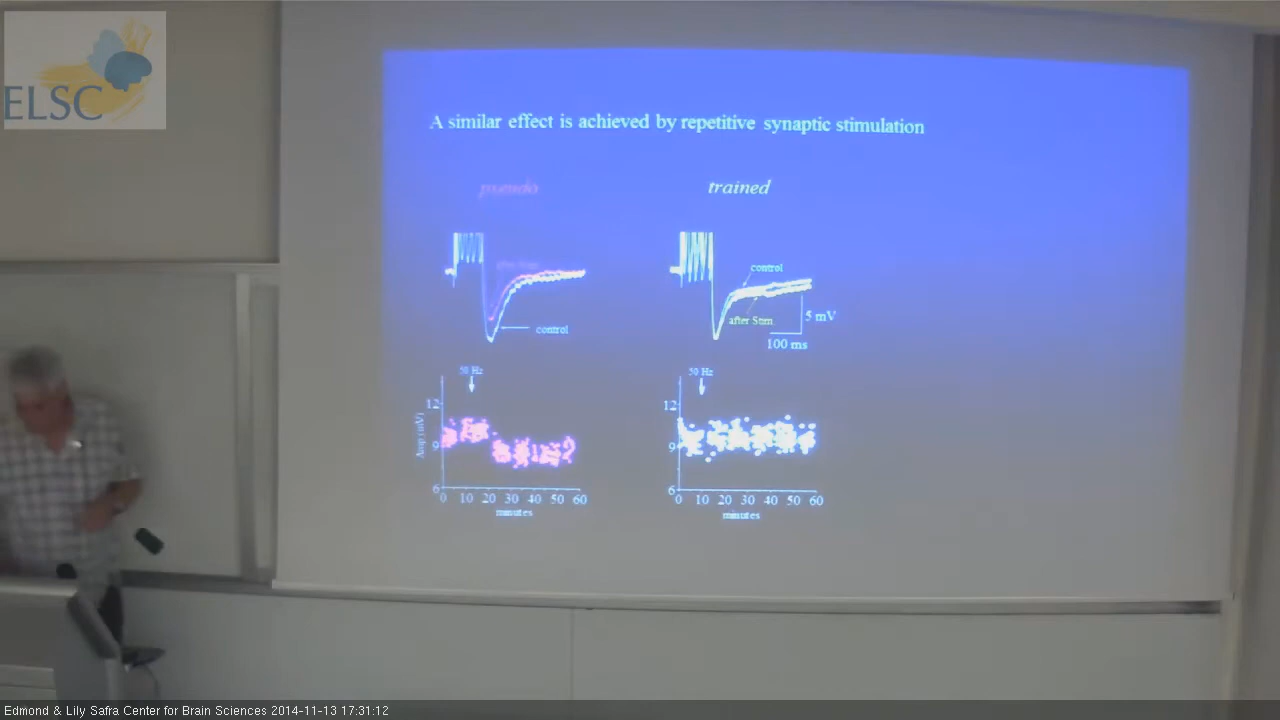 ELSC
A similar effect is achieved by repetitive synaptic stimulation
pseudo
trained
control
after Stim.
5 mV
100 ms
control
50 Hz
12
9
6
Amp (mV)
0 10 20 30 40 50 60
minutes
50 Hz
12
9
6
0 10 20 30 40 50 60
minutes
Edmond & Lily Safra Center for Brain Sciences 2014-11-13 17:31:12